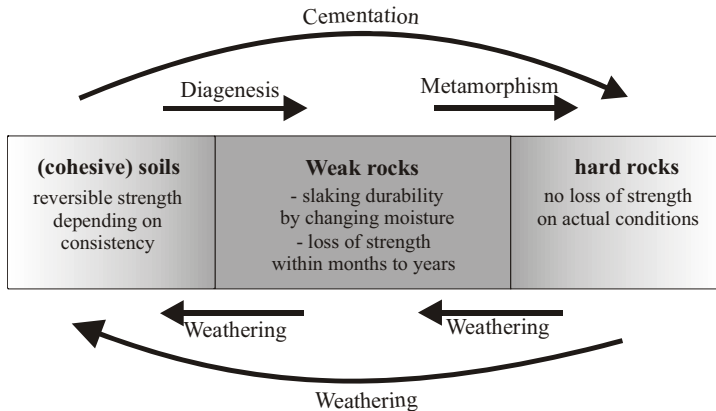 Cementation
Diagenesis
Metamorphism
(cohesive) soils
reversible strength
depending on
consistency
Weak rocks
- slaking durability
by changing moisture
- loss of strength
within months to years
hard rocks
no loss of strength
on actual conditions
Weathering
Weathering
Weathering